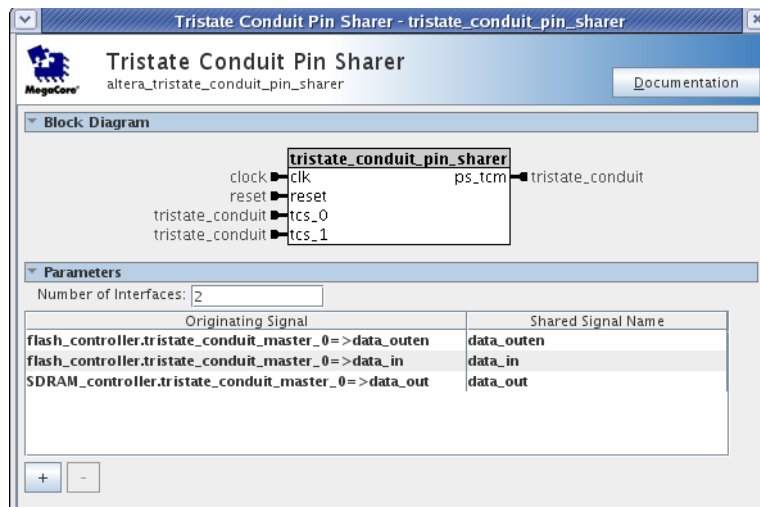 Tristate Conduit Pin Sharer - tristate_conduit_pin_sharer
Tristate Conduit Pin Sharer
altera_tristate_conduit_pin_sharer
MegaCore®
Documentation
Block Diagram
tristate_conduit_pin_sharer
clock clk ps_tcm tristate_conduit
reset reset
tristate_conduit tcs_0
tristate_conduit tcs_1
Parameters
Number of Interfaces: 2
Originating Signal Shared Signal Name
flash_controller.tristate_conduit_master_0=>data_outen data_outen
flash_controller.tristate_conduit_master_0=>data_in data_in
SDRAM_controller.tristate_conduit_master_0=>data_out data_out
+ -